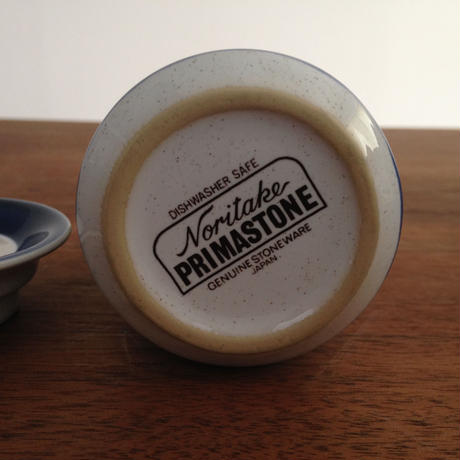 DISHWASHER SAFE
Noritake
PRIMASTONE
GENUINE STONEWARE
JAPAN